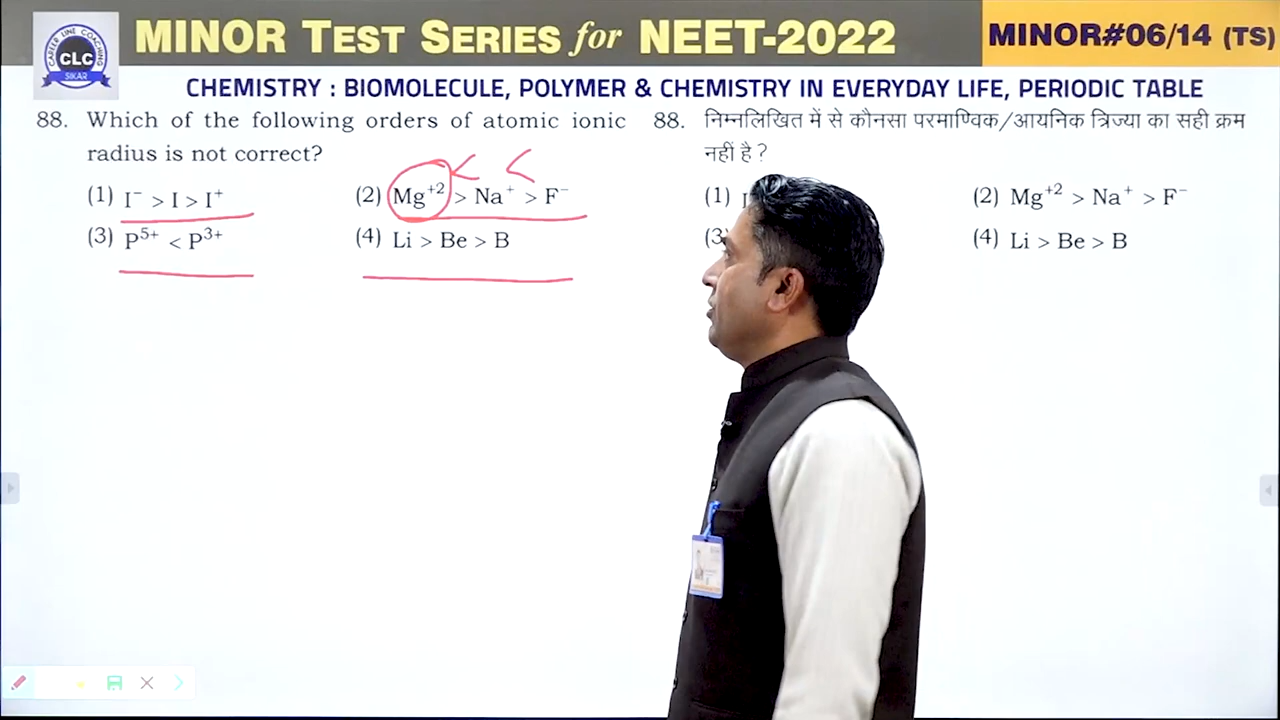 CAREER LINE COACHING
CLC
SIKAR
MINOR TEST SERIES for NEET-2022
MINOR#06/14 (TS)
CHEMISTRY : BIOMOLECULE, POLYMER & CHEMISTRY IN EVERYDAY LIFE, PERIODIC TABLE
88. Which of the following orders of atomic ionic
radius is not correct?
(1) I⁻ > I > I⁺
(2) Mg⁺² > Na⁺ > F⁻
< <
(3) P⁵⁺ < P³⁺
(4) Li > Be > B
88. निम्नलिखित में से कौनसा परमाण्विक/आयनिक त्रिज्या का सही क्रम
नहीं है ?
(1) I
(2) Mg⁺² > Na⁺ > F⁻
(3)
(4) Li > Be > B